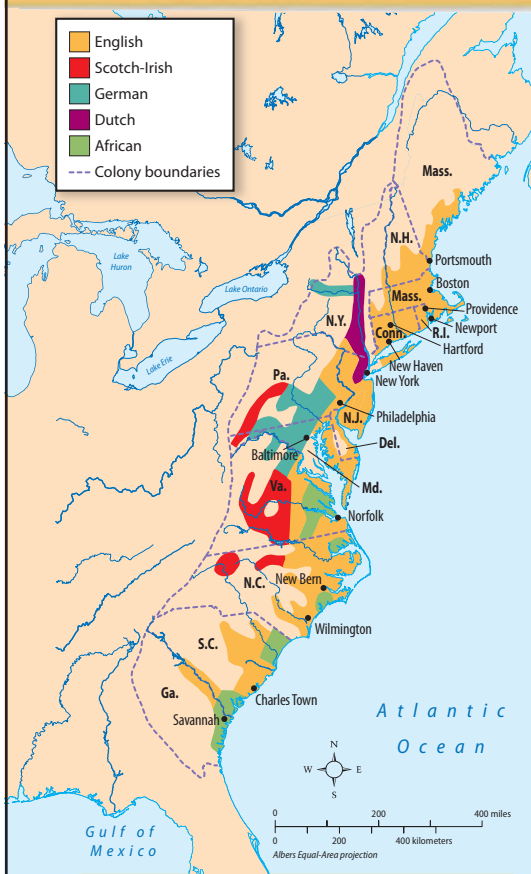 English
Scotch-Irish
German
Dutch
African
Colony boundaries
Mass.
Lake
Huron
N.H.
Portsmouth
Boston
Lake Ontario
Mass.
Providence
N.Y.
R.I.
Newport
Conn.
Hartford
Lake Erie
New Haven
Pa.
New York
N.J.
Philadelphia
Del.
Baltimore
Va.
Md.
Norfolk
N.C.
New Bern
Wilmington
S.C.
Ga.
Charles Town
Savannah
Atlantic
Ocean
N
W
E
S
Gulf of
Mexico
0
200
400 miles
0
200
400 kilometers
Albers Equal-Area projection